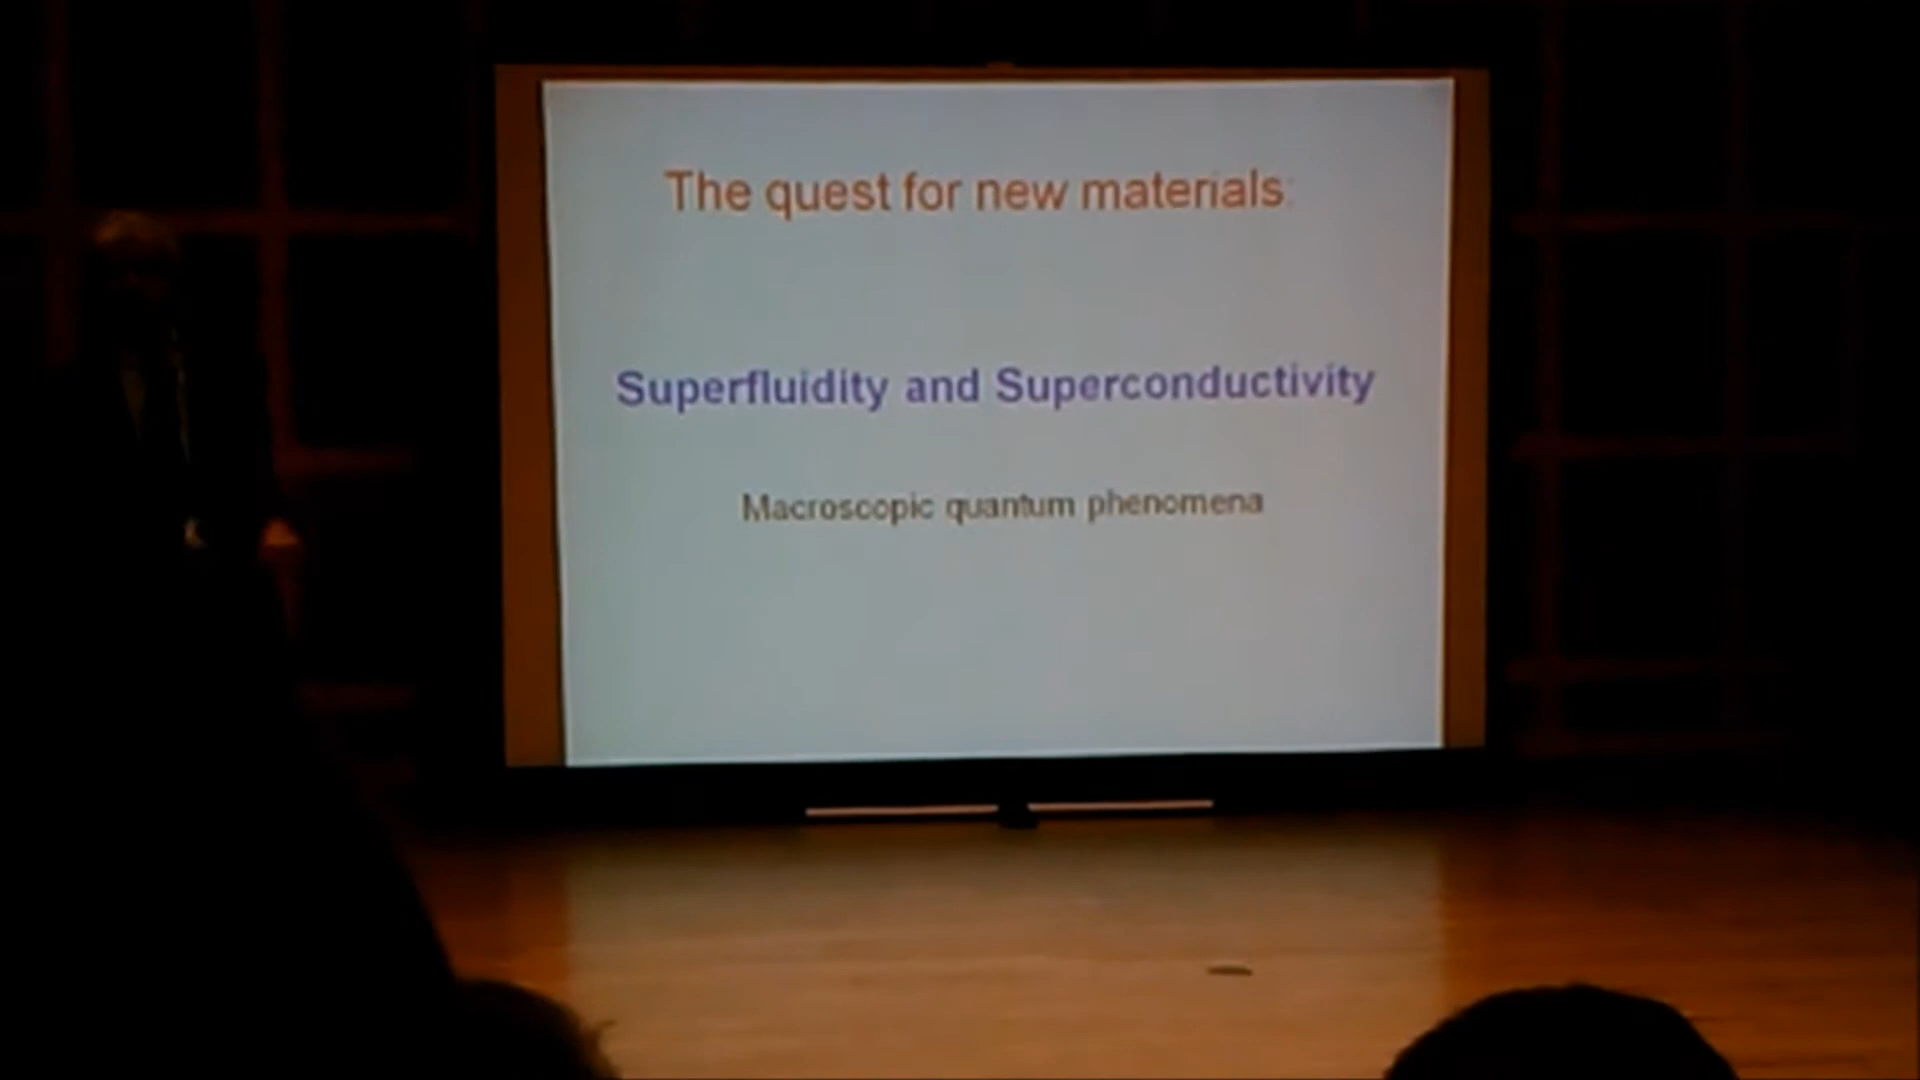 The quest for new materials:
Superfluidity and Superconductivity
Macroscopic quantum phenomena